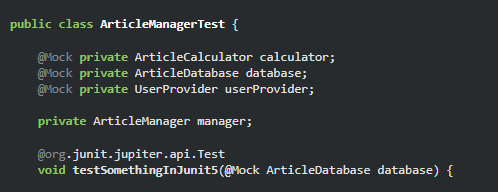 public class ArticleManagerTest {
@Mock private ArticleCalculator calculator;
@Mock private ArticleDatabase database;
@Mock private UserProvider userProvider;
private ArticleManager manager;
@org.junit.jupiter.api.Test
void testSomethingInJunit5(@Mock ArticleDatabase database) {